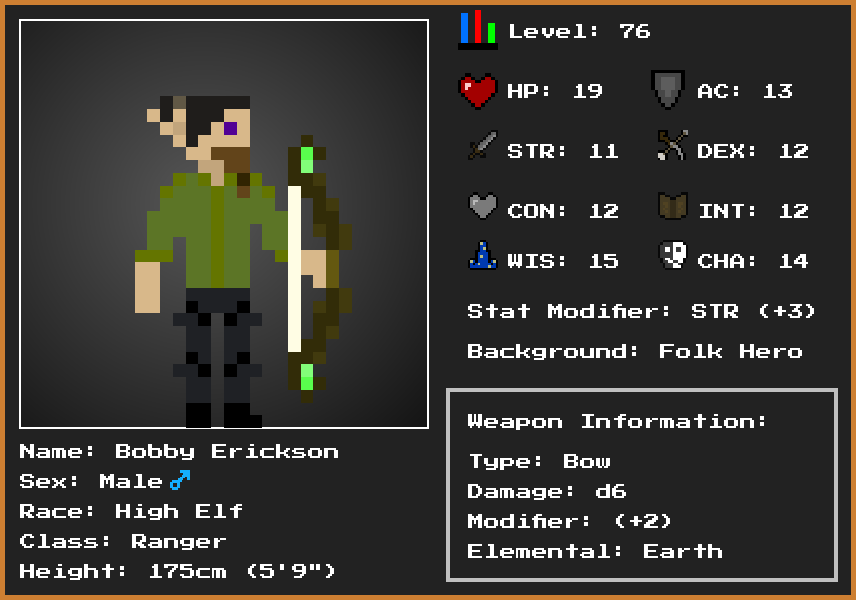 Level: 76
HP: 19 AC: 13
STR: 11 DEX: 12
CON: 12 INT: 12
WIS: 15 CHA: 14
Stat Modifier: STR (+3)
Background: Folk Hero
Weapon Information:
Type: Bow
Damage: d6
Modifier: (+2)
Elemental: Earth
Name: Bobby Erickson
Sex: Male ♂
Race: High Elf
Class: Ranger
Height: 175cm (5'9")